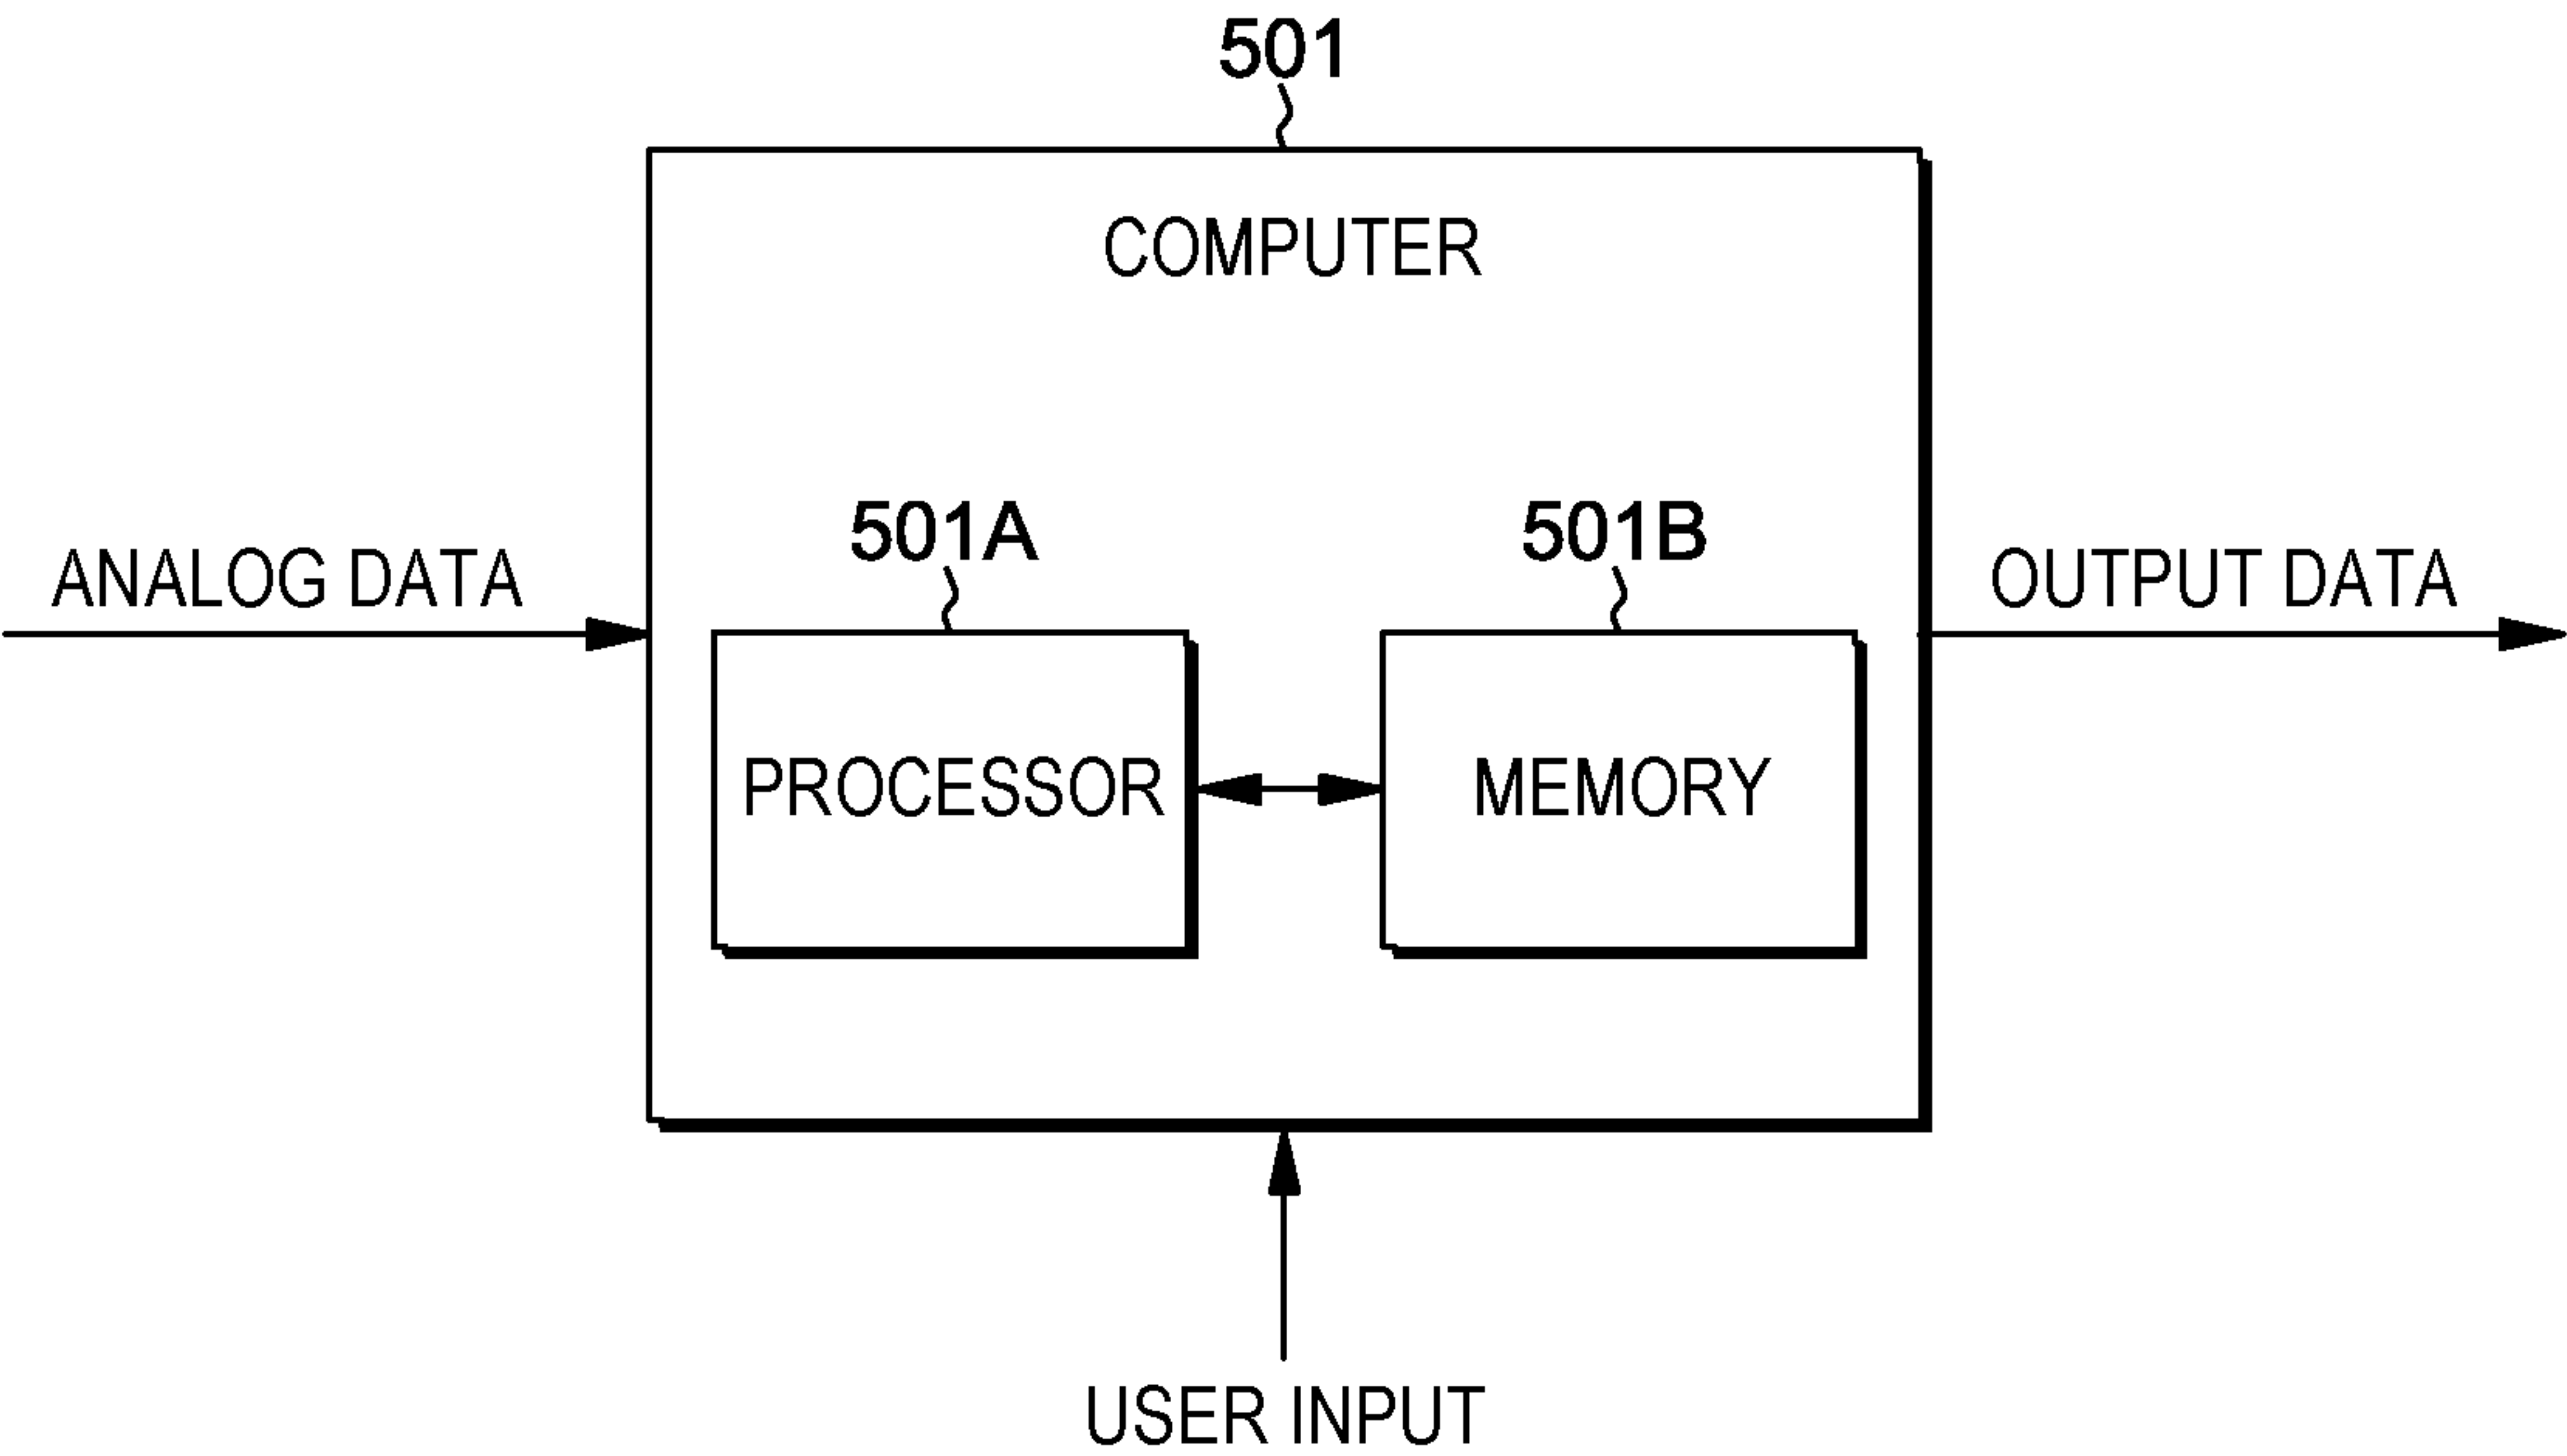 501
COMPUTER
501A
501B
ANALOG DATA
OUTPUT DATA
PROCESSOR
MEMORY
USER INPUT